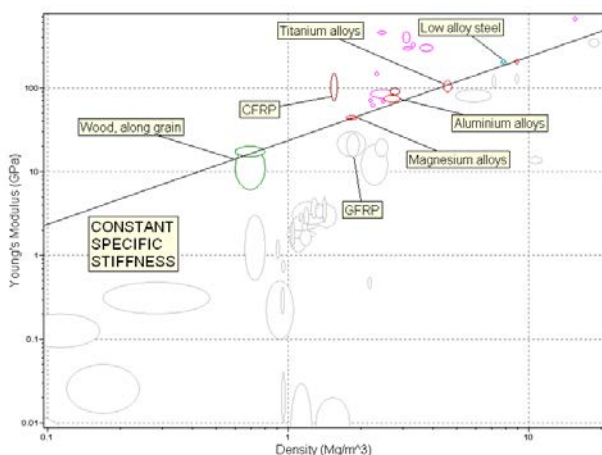 Titanium alloys
Low alloy steel
CFRP
Wood, along grain
Aluminium alloys
Magnesium alloys
GFRP
CONSTANT
SPECIFIC
STIFFNESS
Young's Modulus (GPa)
100
10
1
0.1
0.01
0.1
1
10
Density (Mg/m^3)